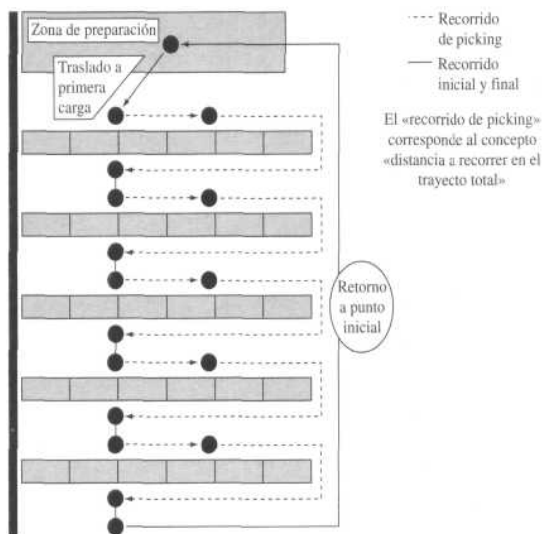 Zona de preparación
Traslado a
primera
carga
Retorno
a punto
inicial
Recorrido
de picking
Recorrido
inicial y final
El «recorrido de picking»
corresponde al concepto
«distancia a recorrer en el
trayecto total»